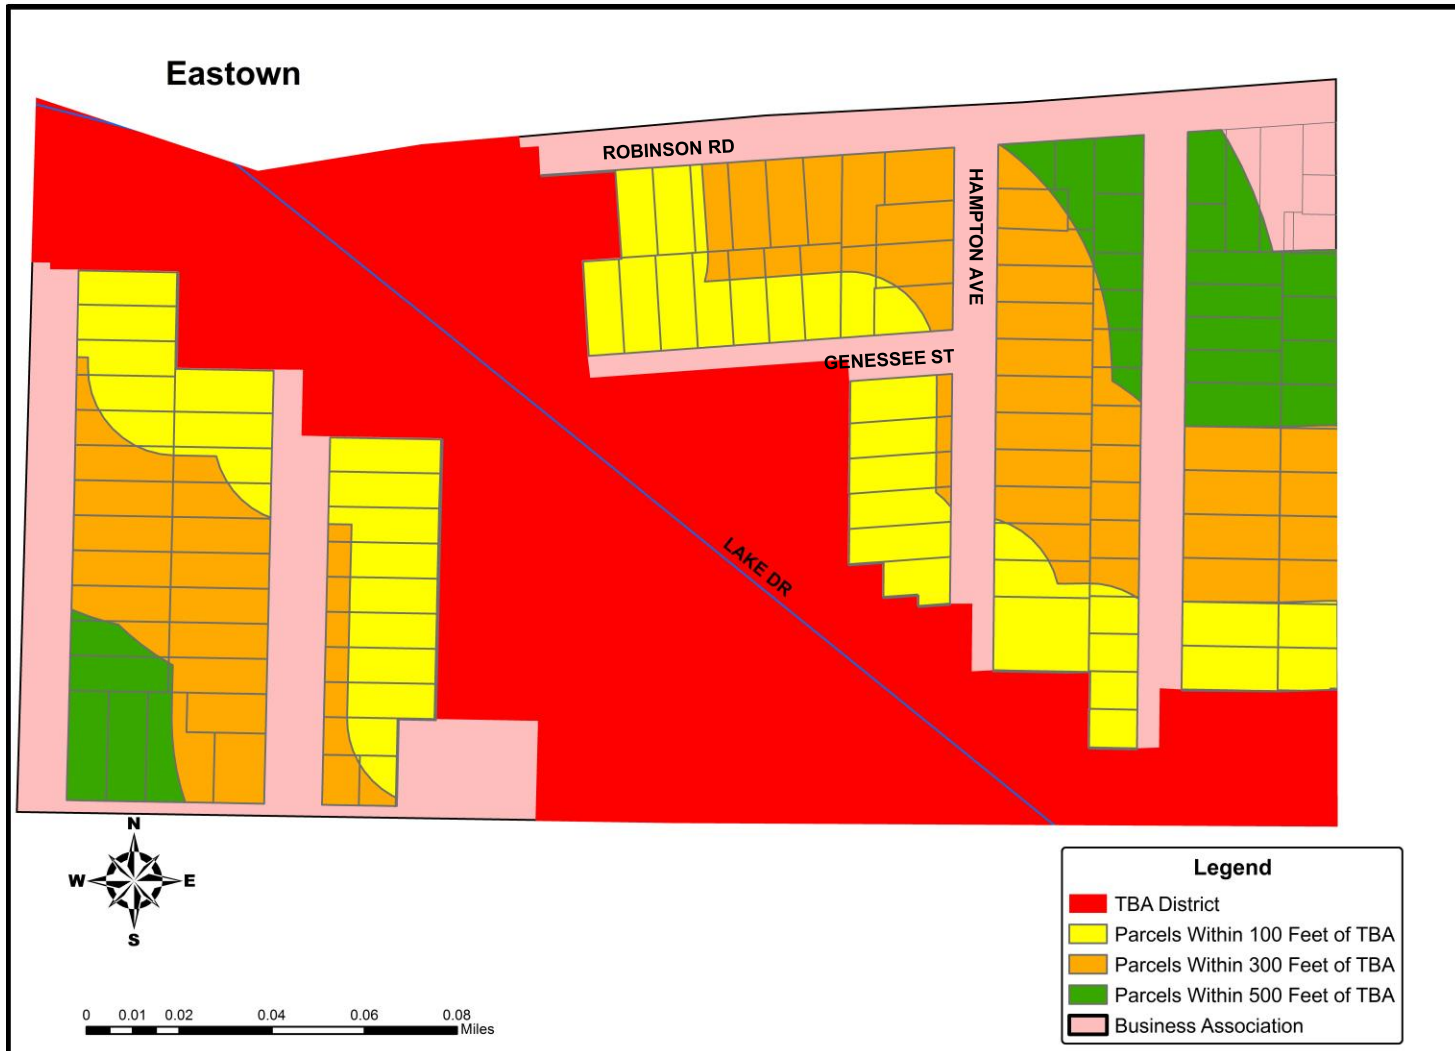 Eastown
ROBINSON RD
HAMPTON AVE
GENESSEE ST
LAKE DR
N
W E
S
0 0.01 0.02 0.04 0.06 0.08
Miles
Legend
TBA District
Parcels Within 100 Feet of TBA
Parcels Within 300 Feet of TBA
Parcels Within 500 Feet of TBA
Business Association